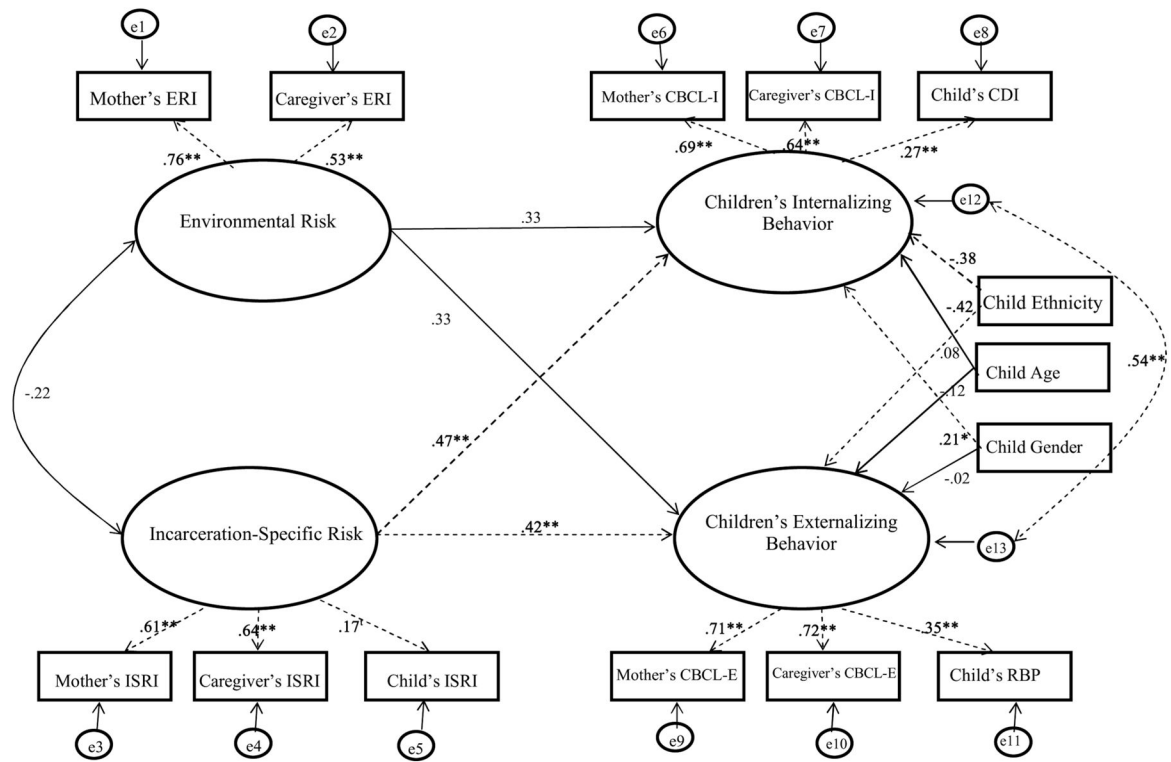 e1
e2
e6
e7
e8
Mother's ERI
Caregiver's ERI
Mother's CBCL-I
Caregiver's CBCL-I
Child's CDI
.76**
.53**
.69**
.64**
.27**
Environmental Risk
Children's Internalizing
Behavior
e12
.33
-.38
Child Ethnicity
-.42
.33
.08
Child Age
.54**
-.22
-.12
.47**
.21*
Child Gender
-.02
Incarceration-Specific Risk
.42**
Children's Externalizing
Behavior
e13
.61**
.64**
.17'
.71**
.72**
.35**
Mother's ISRI
Caregiver's ISRI
Child's ISRI
Mother's CBCL-E
Caregiver's CBCL-E
Child's RBP
e3
e4
e5
e9
e10
e11